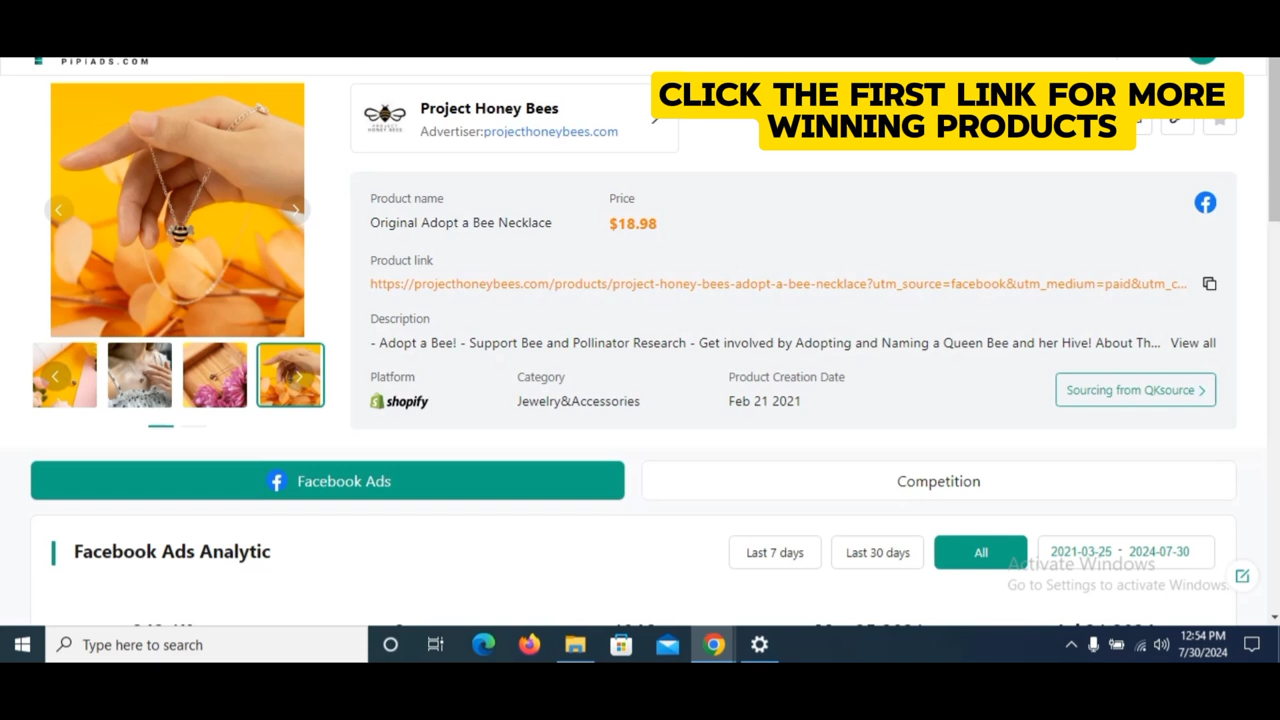 PIPIADS.COM
CLICK THE FIRST LINK FOR MORE
WINNING PRODUCTS
Project Honey Bees
Advertiser:projecthoneybees.com
PROJECT
HONEY BEES
Product name
Price
Original Adopt a Bee Necklace
$18.98
Product link
https://projecthoneybees.com/products/project-honey-bees-adopt-a-bee-necklace?utm_source=facebook&utm_medium=paid&utm_c...
Description
- Adopt a Bee! - Support Bee and Pollinator Research - Get involved by Adopting and Naming a Queen Bee and her Hive! About Th... View all
Platform
Category
Product Creation Date
shopify
Jewelry&Accessories
Feb 21 2021
Sourcing from QKsource >
Facebook Ads
Competition
Facebook Ads Analytic
Last 7 days
Last 30 days
All
2021-03-25 - 2024-07-30
Activate Windows
Go to Settings to activate Windows.
Type here to search
12:54 PM
7/30/2024